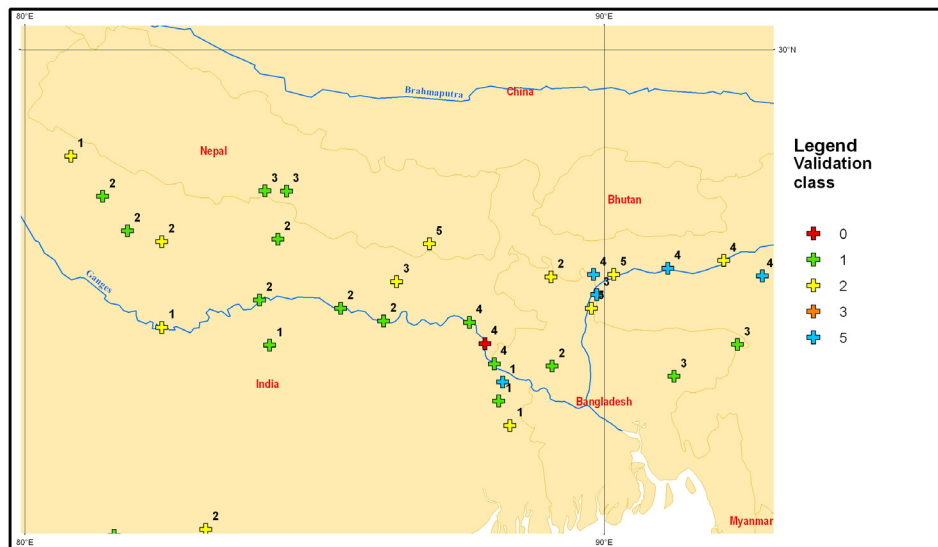 80°E 90°E
30°N
Brahmaputra China
1 Nepal
Legend
Validation
class
2 3 3
Bhutan
2 2 2 5
0
4 4 4
1
Ganges 3 2 4
2
3
2 5
3
1 2 2 4
5
4 3
1 4 2
India 1 3
1 Bangladesh
1
2 Myanmar
80°E 90°E